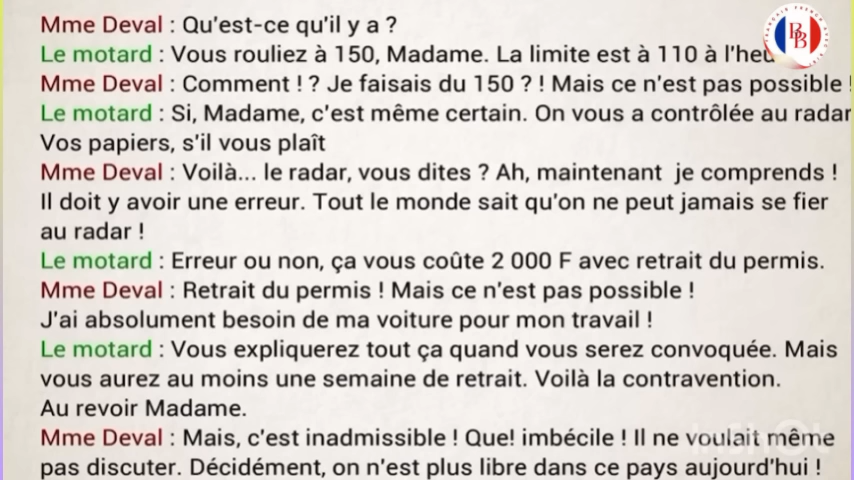 Mme Deval : Qu'est-ce qu'il y a ?
Le motard : Vous rouliez à 150, Madame. La limite est à 110 à l'heu
Mme Deval : Comment ! ? Je faisais du 150 ? ! Mais ce n'est pas possible !
Le motard : Si, Madame, c'est même certain. On vous a contrôlée au radar
Vos papiers, s'il vous plaît
Mme Deval : Voilà... le radar, vous dites ? Ah, maintenant je comprends !
Il doit y avoir une erreur. Tout le monde sait qu'on ne peut jamais se fier
au radar !
Le motard : Erreur ou non, ça vous coûte 2 000 F avec retrait du permis.
Mme Deval : Retrait du permis ! Mais ce n'est pas possible !
J'ai absolument besoin de ma voiture pour mon travail !
Le motard : Vous expliquerez tout ça quand vous serez convoquée. Mais
vous aurez au moins une semaine de retrait. Voilà la contravention.
Au revoir Madame.
Mme Deval : Mais, c'est inadmissible ! Que! imbécile ! Il ne voulait même
pas discuter. Décidément, on n'est plus libre dans ce pays aujourd'hui !
InShot